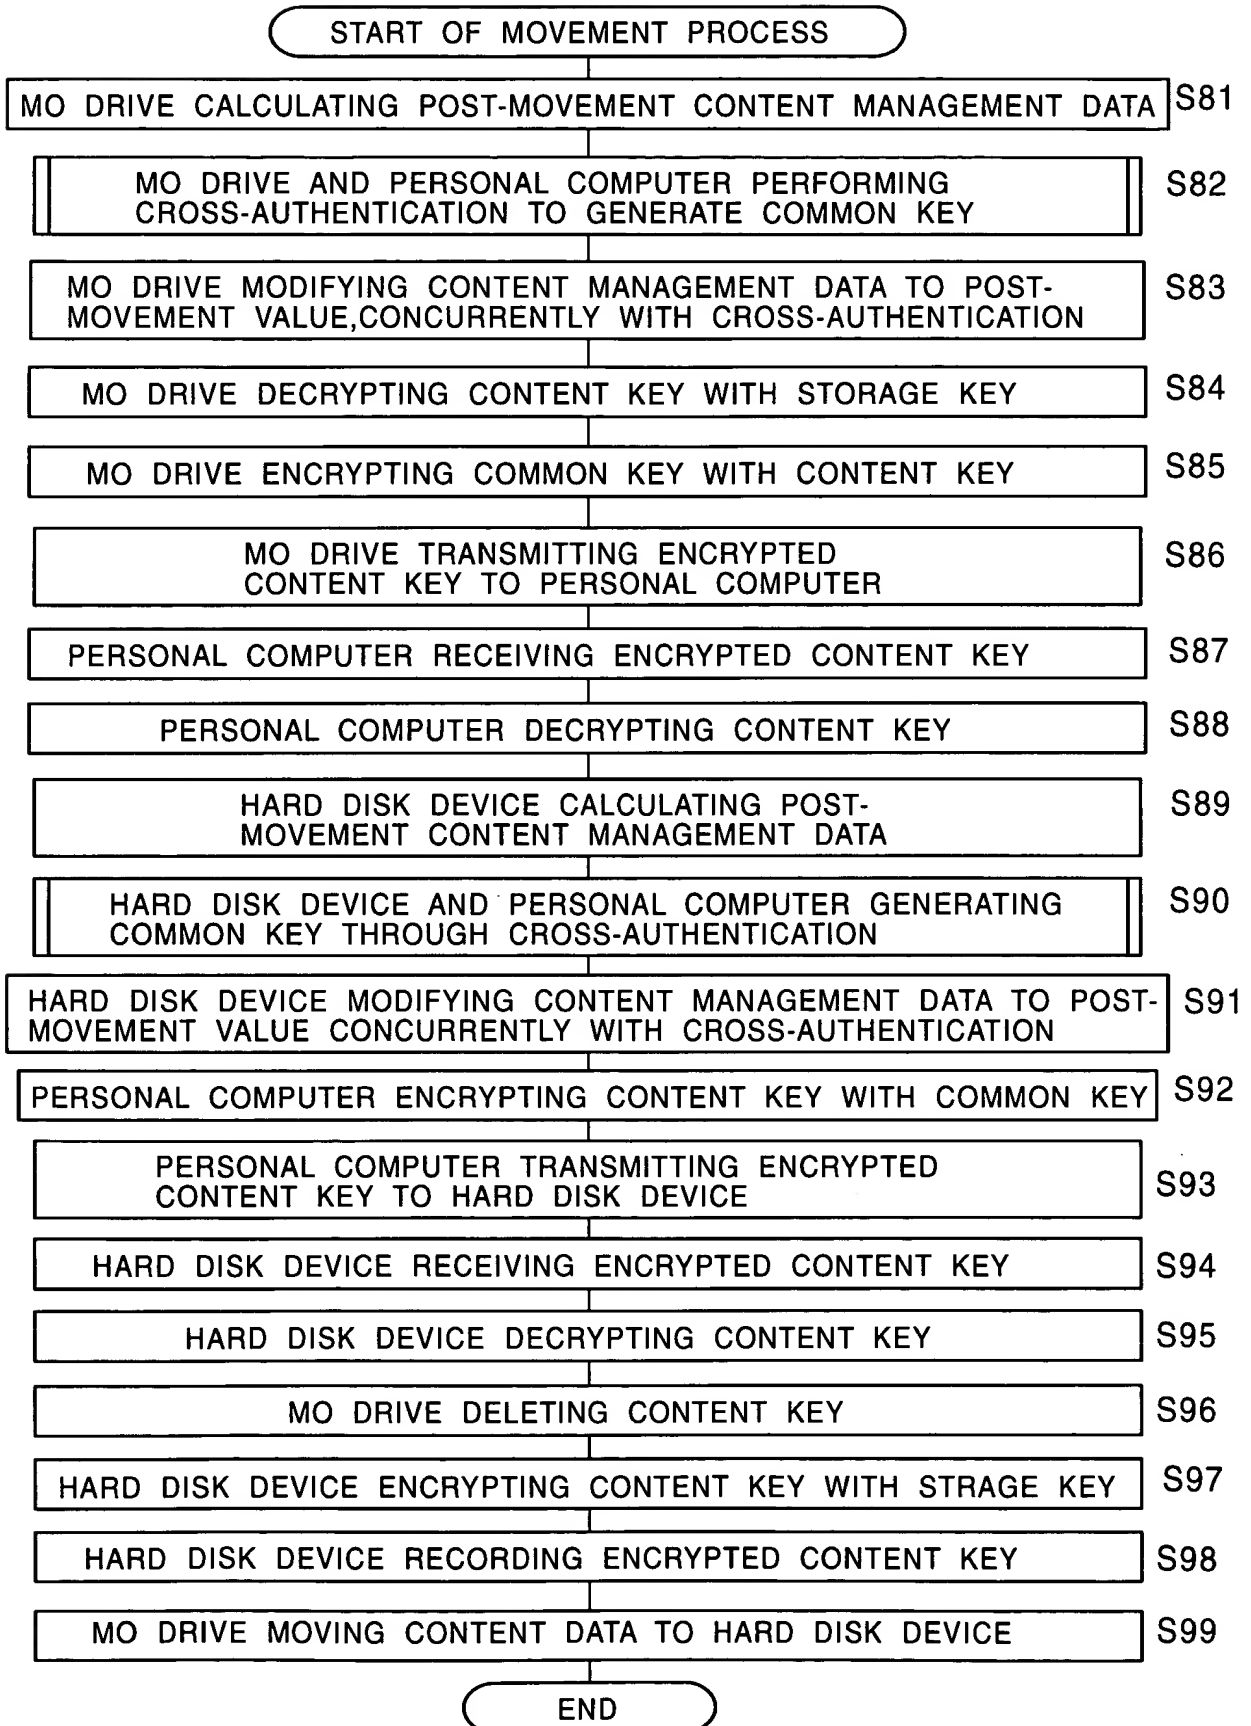 START OF MOVEMENT PROCESS
MO DRIVE CALCULATING POST-MOVEMENT CONTENT MANAGEMENT DATA S81
MO DRIVE AND PERSONAL COMPUTER PERFORMING S82
CROSS-AUTHENTICATION TO GENERATE COMMON KEY
MO DRIVE MODIFYING CONTENT MANAGEMENT DATA TO POST- S83
MOVEMENT VALUE,CONCURRENTLY WITH CROSS-AUTHENTICATION
MO DRIVE DECRYPTING CONTENT KEY WITH STORAGE KEY S84
MO DRIVE ENCRYPTING COMMON KEY WITH CONTENT KEY S85
MO DRIVE TRANSMITTING ENCRYPTED S86
CONTENT KEY TO PERSONAL COMPUTER
PERSONAL COMPUTER RECEIVING ENCRYPTED CONTENT KEY S87
PERSONAL COMPUTER DECRYPTING CONTENT KEY S88
HARD DISK DEVICE CALCULATING POST- S89
MOVEMENT CONTENT MANAGEMENT DATA
HARD DISK DEVICE AND PERSONAL COMPUTER GENERATING S90
COMMON KEY THROUGH CROSS-AUTHENTICATION
HARD DISK DEVICE MODIFYING CONTENT MANAGEMENT DATA TO POST- S91
MOVEMENT VALUE CONCURRENTLY WITH CROSS-AUTHENTICATION
PERSONAL COMPUTER ENCRYPTING CONTENT KEY WITH COMMON KEY S92
PERSONAL COMPUTER TRANSMITTING ENCRYPTED S93
CONTENT KEY TO HARD DISK DEVICE
HARD DISK DEVICE RECEIVING ENCRYPTED CONTENT KEY S94
HARD DISK DEVICE DECRYPTING CONTENT KEY S95
MO DRIVE DELETING CONTENT KEY S96
HARD DISK DEVICE ENCRYPTING CONTENT KEY WITH STRAGE KEY S97
HARD DISK DEVICE RECORDING ENCRYPTED CONTENT KEY S98
MO DRIVE MOVING CONTENT DATA TO HARD DISK DEVICE S99
END